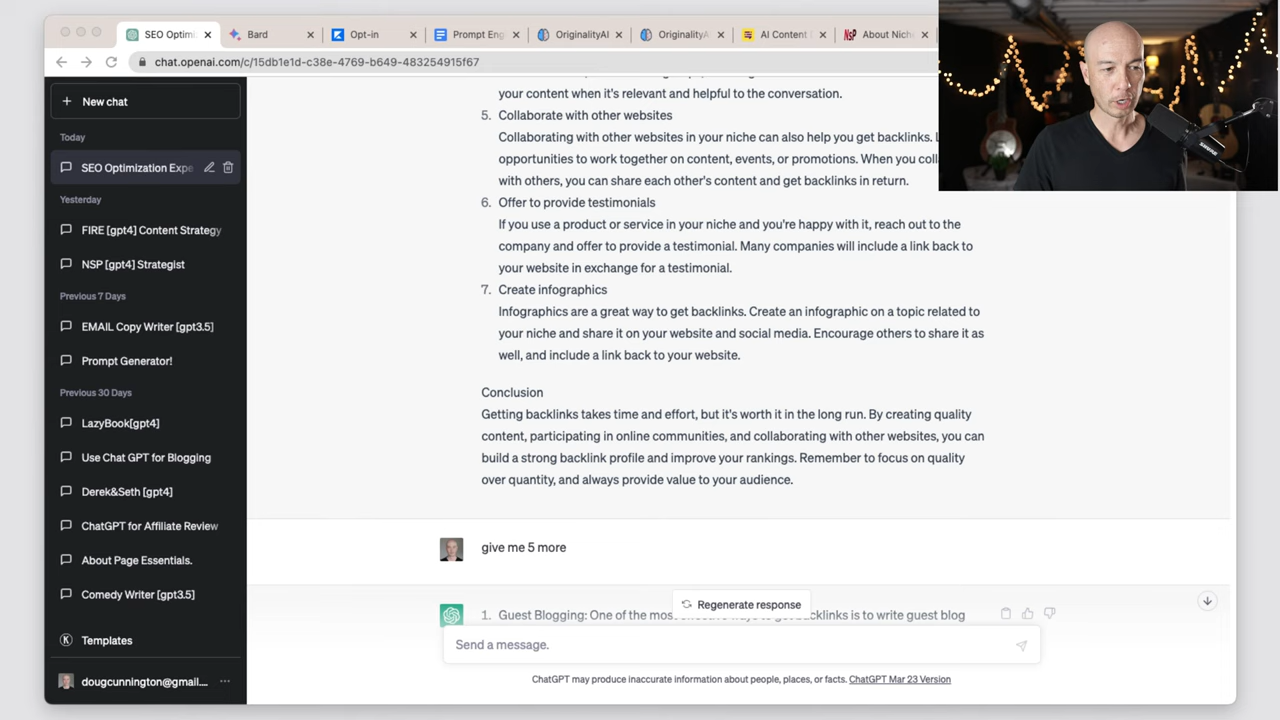 SEO Optimi
Bard
Opt-in
Prompt Eng
OriginalityAI
OriginalityA
AI Content
About Nich
chat.openai.com/c/15db1e1d-c38e-4769-b649-483254915f67
New chat
Today
SEO Optimization Expe
Yesterday
FIRE [gpt4] Content Strategy
NSP [gpt4] Strategist
Previous 7 Days
EMAIL Copy Writer [gpt3.5]
Prompt Generator!
Previous 30 Days
LazyBook[gpt4]
Use Chat GPT for Blogging
Derek&Seth [gpt4]
ChatGPT for Affiliate Review
About Page Essentials.
Comedy Writer [gpt3.5]
Templates
dougcunnington@gmail....
your content when it's relevant and helpful to the conversation.
5. Collaborate with other websites
Collaborating with other websites in your niche can also help you get backlinks. L
opportunities to work together on content, events, or promotions. When you coll
with others, you can share each other's content and get backlinks in return.
6. Offer to provide testimonials
If you use a product or service in your niche and you're happy with it, reach out to the
company and offer to provide a testimonial. Many companies will include a link back to
your website in exchange for a testimonial.
7. Create infographics
Infographics are a great way to get backlinks. Create an infographic on a topic related to
your niche and share it on your website and social media. Encourage others to share it as
well, and include a link back to your website.
Conclusion
Getting backlinks takes time and effort, but it's worth it in the long run. By creating quality
content, participating in online communities, and collaborating with other websites, you can
build a strong backlink profile and improve your rankings. Remember to focus on quality
over quantity, and always provide value to your audience.
give me 5 more
1. Guest Blogging: One of the mos backlinks is to write guest blog
Regenerate response
Send a message.
ChatGPT may produce inaccurate information about people, places, or facts. ChatGPT Mar 23 Version